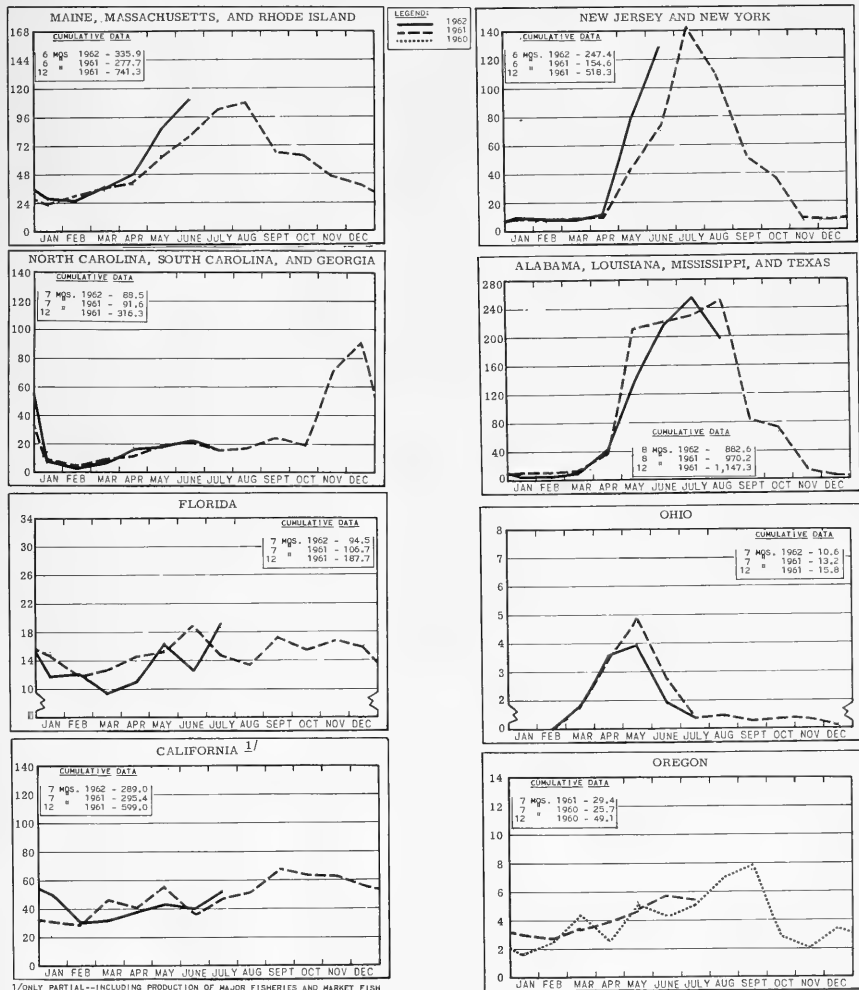 MAINE, MASSACHUSETTS, AND RHODE ISLAND
168
144
120
96
72
48
24
0
CUMULATIVE DATA
6 MOS. 1962 - 335.9
6 " 1961 - 277.7
12 " 1961 - 741.3
JAN FEB MAR APR MAY JUNE JULY AUG SEPT OCT NOV DEC
LEGEND:
1962
1961
1960
NEW JERSEY AND NEW YORK
140
120
100
80
60
40
20
0
CUMULATIVE DATA
6 MOS. 1962 - 247.4
6 " 1961 - 154.6
12 " 1961 - 518.3
JAN FEB MAR APR MAY JUNE JULY AUG SEPT OCT NOV DEC
NORTH CAROLINA, SOUTH CAROLINA, AND GEORGIA
140
120
100
80
60
40
20
0
CUMULATIVE DATA
7 MOS. 1962 - 88.5
7 " 1961 - 91.6
12 " 1961 - 316.3
JAN FEB MAR APR MAY JUNE JULY AUG SEPT OCT NOV DEC
ALABAMA, LOUISIANA, MISSISSIPPI, AND TEXAS
280
240
200
160
120
80
40
0
CUMULATIVE DATA
8 MOS. 1962 - 882.6
8 " 1961 - 970.2
12 " 1961 - 1,147.3
JAN FEB MAR APR MAY JUNE JULY AUG SEPT OCT NOV DEC
FLORIDA
34
30
26
22
18
14
10
CUMULATIVE DATA
7 MOS. 1962 - 94.5
7 " 1961 - 106.7
12 " 1961 - 187.7
JAN FEB MAR APR MAY JUNE JULY AUG SEPT OCT NOV DEC
OHIO
8
7
6
5
4
3
2
1
0
CUMULATIVE DATA
7 MOS. 1962 - 10.6
7 " 1961 - 13.2
12 " 1961 - 15.8
JAN FEB MAR APR MAY JUNE JULY AUG SEPT OCT NOV DEC
CALIFORNIA 1/
140
120
100
80
60
40
20
0
CUMULATIVE DATA
7 MOS. 1962 - 289.0
7 " 1961 - 295.4
12 " 1961 - 599.0
JAN FEB MAR APR MAY JUNE JULY AUG SEPT OCT NOV DEC
OREGON
14
12
10
8
6
4
2
0
CUMULATIVE DATA
7 MOS. 1961 - 29.4
7 " 1960 - 25.7
12 " 1960 - 49.1
JAN FEB MAR APR MAY JUNE JULY AUG SEPT OCT NOV DEC
1/ONLY PARTIAL--INCLUDING PRODUCTION OF MAJOR FISHERIES AND MARKET FISH